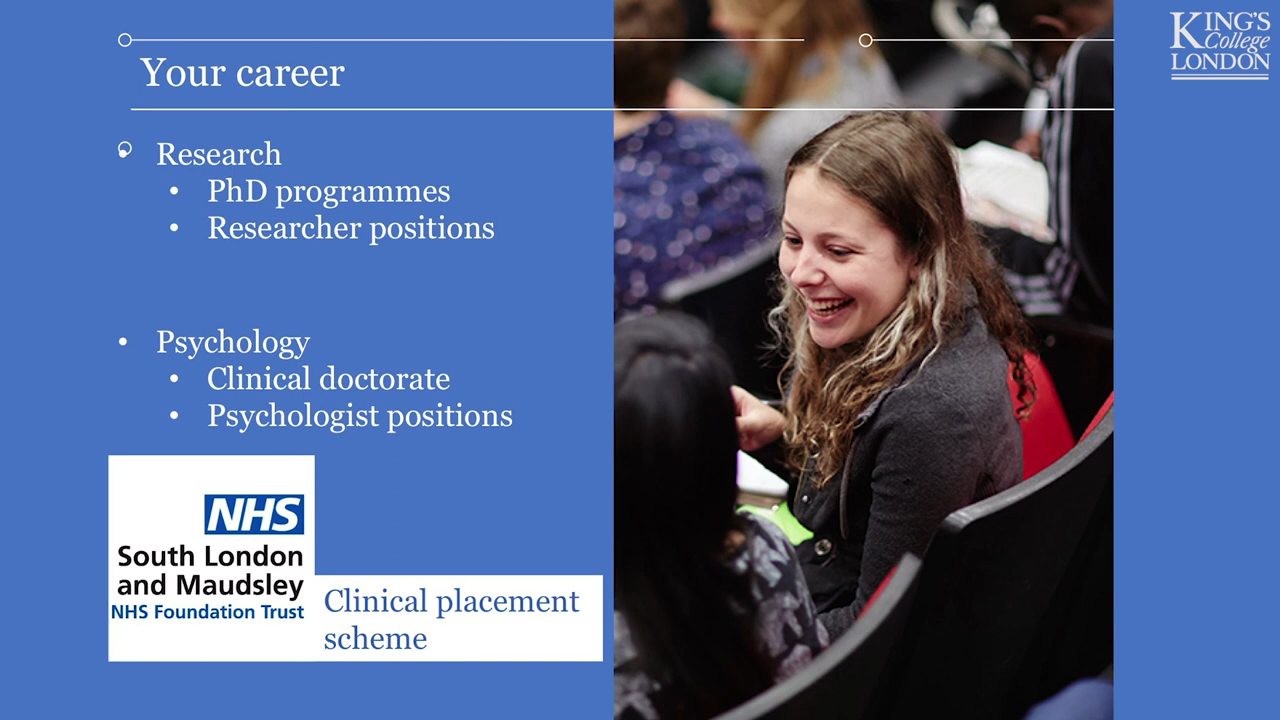 KING'S
College
LONDON
Your career
• Research
• PhD programmes
• Researcher positions
• Psychology
• Clinical doctorate
• Psychologist positions
NHS
South London
and Maudsley
NHS Foundation Trust
Clinical placement
scheme